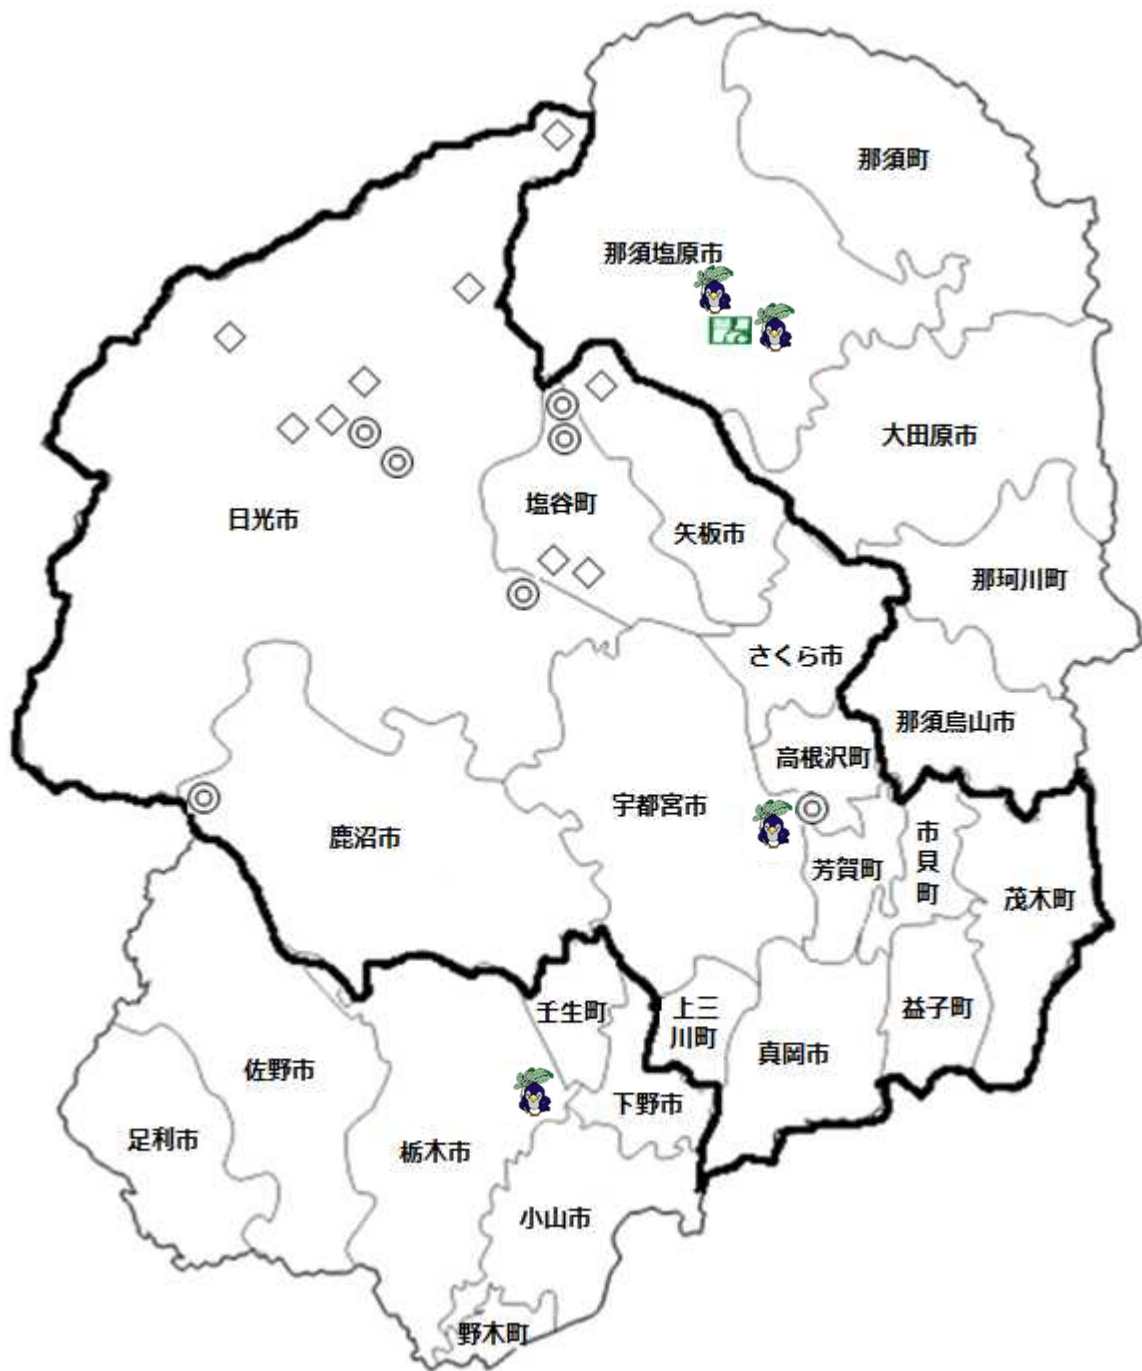 那須町
那須塩原市
大田原市
塩谷町
日光市
矢板市
那珂川町
さくら市
那須烏山市
高根沢町
宇都宮市
鹿沼市
市
貝
町
芳賀町
茂木町
壬生町
上三
川町
益子町
真岡市
佐野市
下野市
足利市
栃木市
小山市
野木町